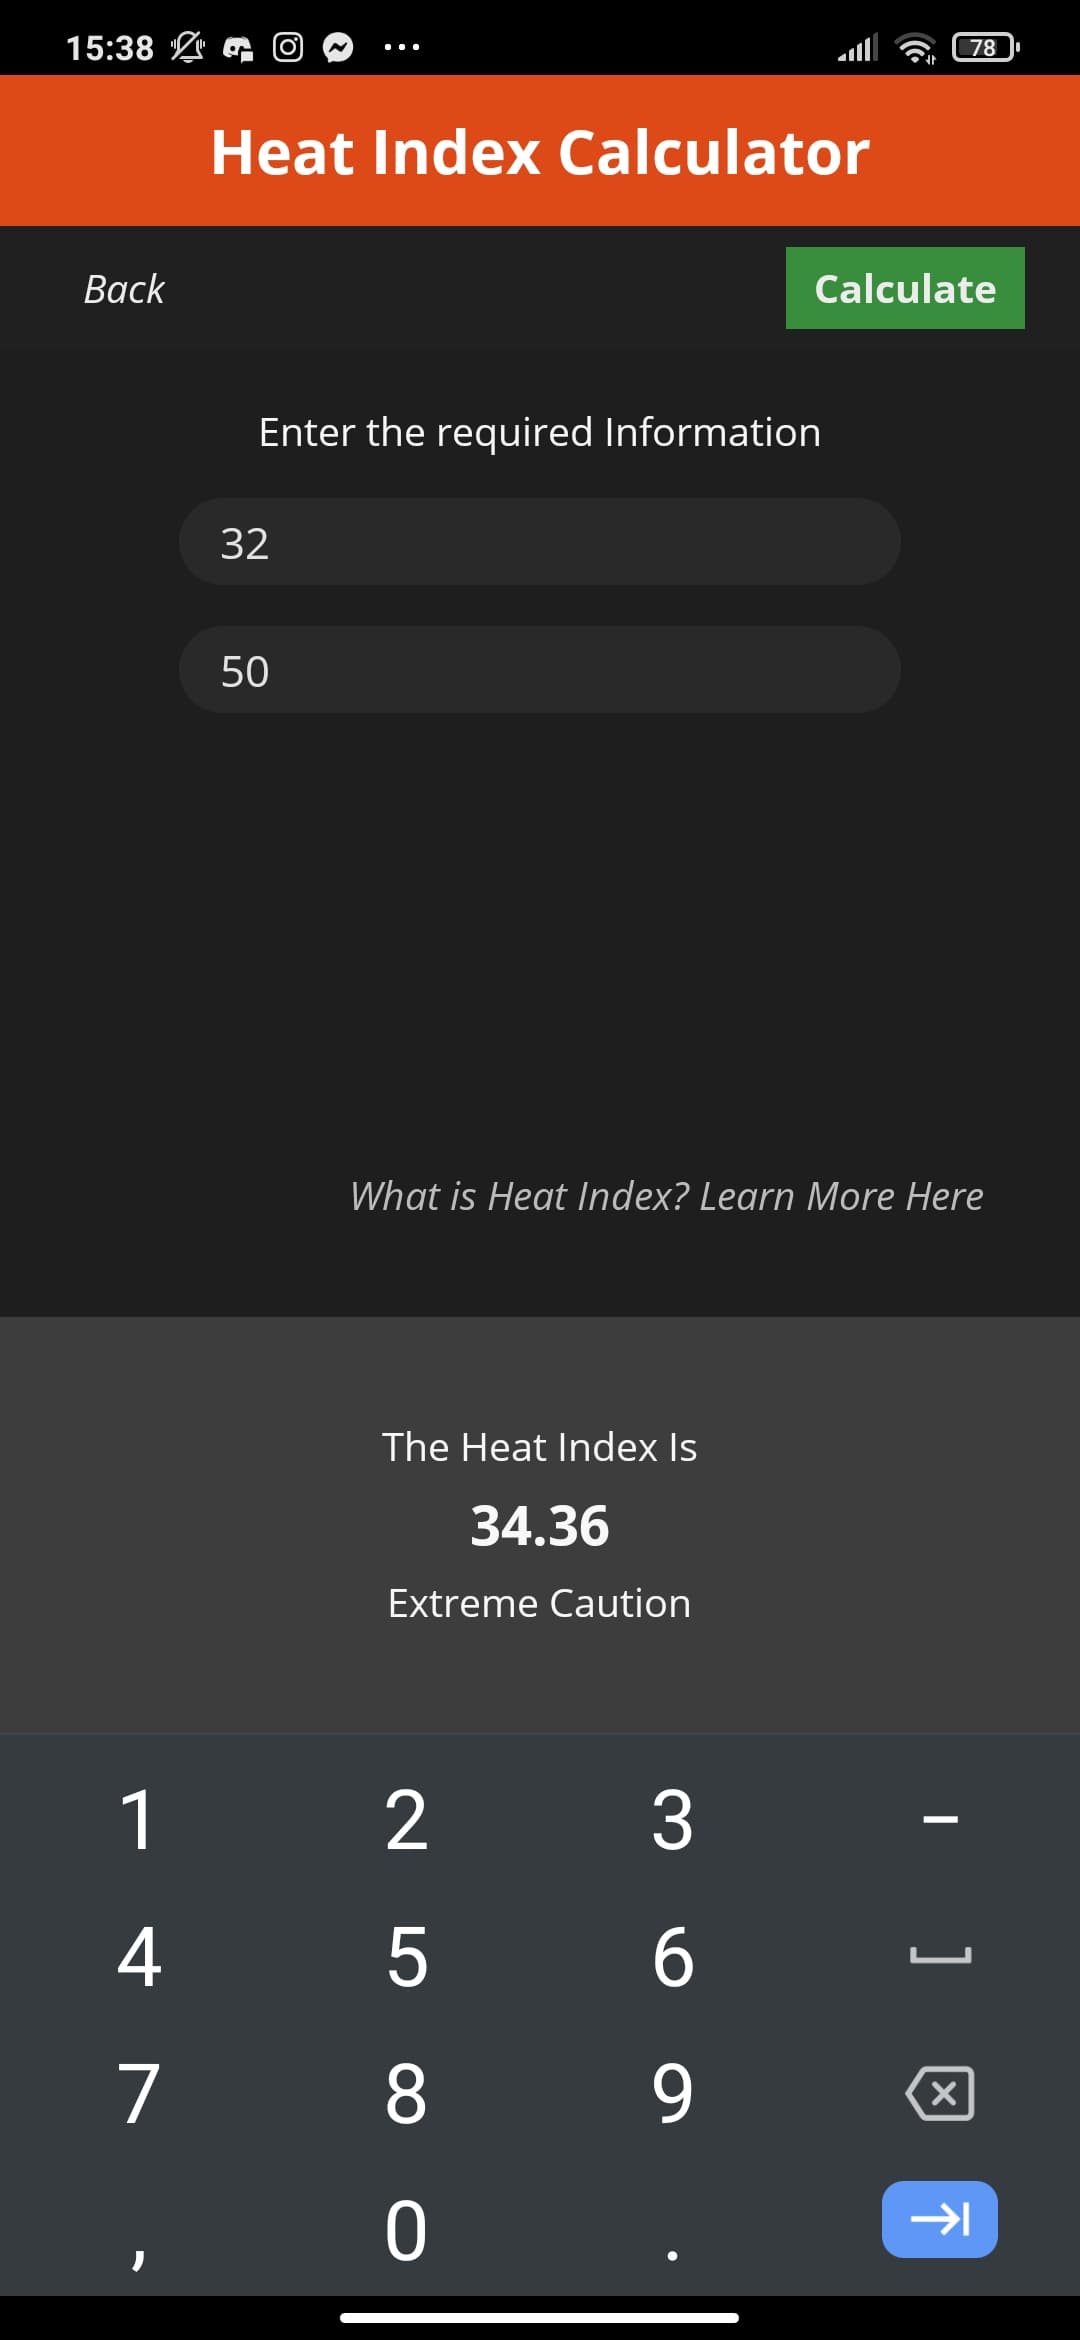 15:38
78
Heat Index Calculator
Back
Calculate
Enter the required Information
32
50
What is Heat Index? Learn More Here
The Heat Index Is
34.36
Extreme Caution
1 2 3 –
4 5 6
7 8 9
, 0 .